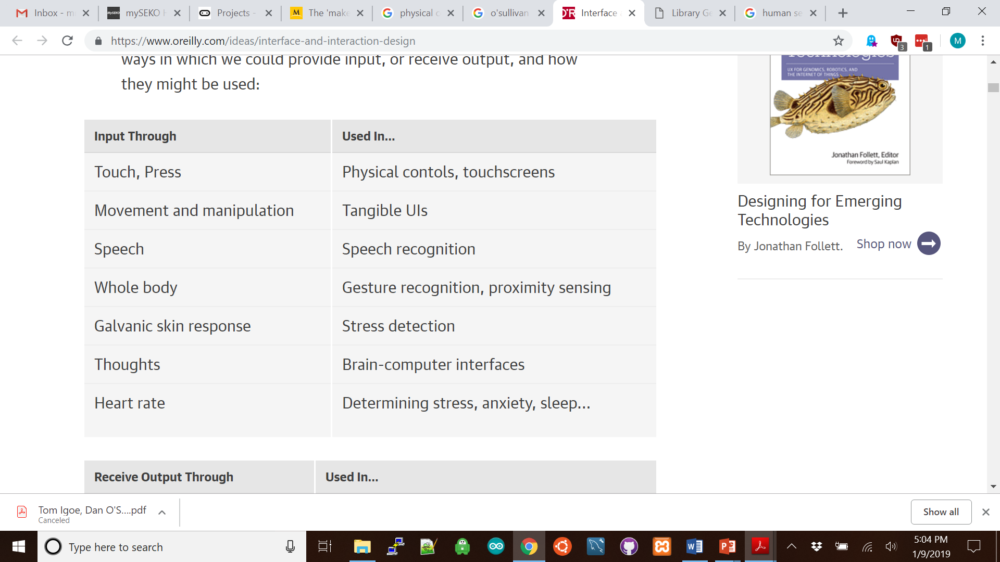 Inbox - m
mySEKO H
Projects -
The 'make
physical c
o'sullivan
Interface a
Library Ge
human se
https://www.oreilly.com/ideas/interface-and-interaction-design
3
1
M
ways in which we could provide input, or receive output, and how
they might be used:
Input Through Used In...
Touch, Press Physical contols, touchscreens
Movement and manipulation Tangible UIs
Speech Speech recognition
Whole body Gesture recognition, proximity sensing
Galvanic skin response Stress detection
Thoughts Brain-computer interfaces
Heart rate Determining stress, anxiety, sleep...
Receive Output Through Used In...
Technologies
UX FOR GENOMICS, ROBOTICS, AND
THE INTERNET OF THINGS
Jonathan Follett, Editor
Foreword by Saul Kaplan
Designing for Emerging
Technologies
By Jonathan Follett.
Shop now
Tom Igoe, Dan O'S....pdf
Canceled
Show all
Type here to search
5:04 PM
1/9/2019